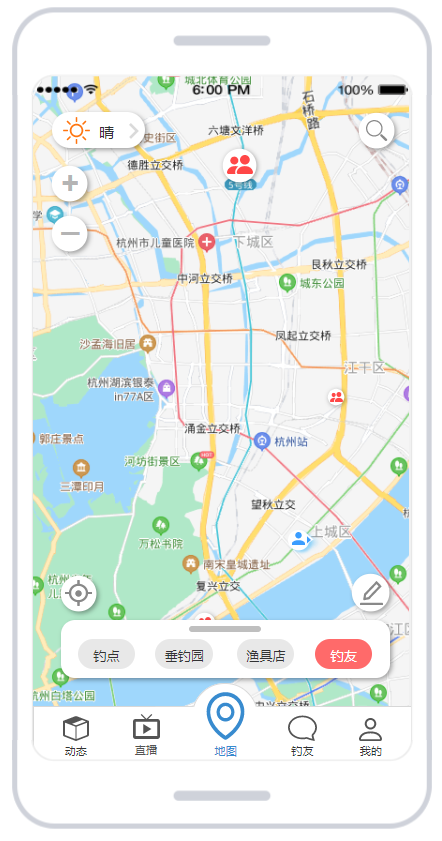 城北体育公园
6:00 PM
100%
石桥路
晴
史街区
六塘文洋桥
德胜立交桥
5号线
学
杭州市儿童医院
下城区
艮秋立交桥
中河立交桥
城东公园
凤起立交桥
沙孟海旧居
江干区
杭州湖滨银泰
in77A区
涌金立交桥
郭庄景点
杭州站
河坊街景区
三潭印月
望秋立交
万松书院
上城区
南宋皇城遗址
复兴立交
钓点
垂钓园
渔具店
钓友
杭州白塔公园
动态
直播
地图
钓友
我的